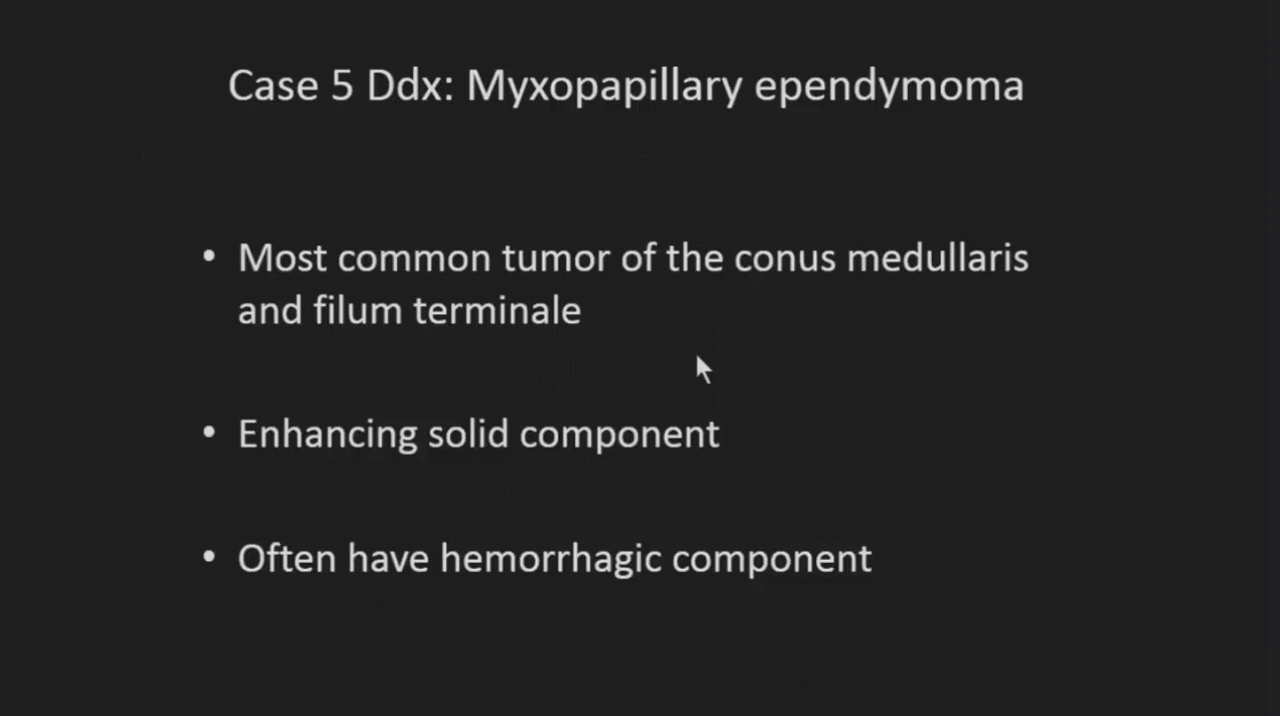 Case 5 Ddx: Myxopapillary ependymoma
• Most common tumor of the conus medullaris
and filum terminale
• Enhancing solid component
• Often have hemorrhagic component